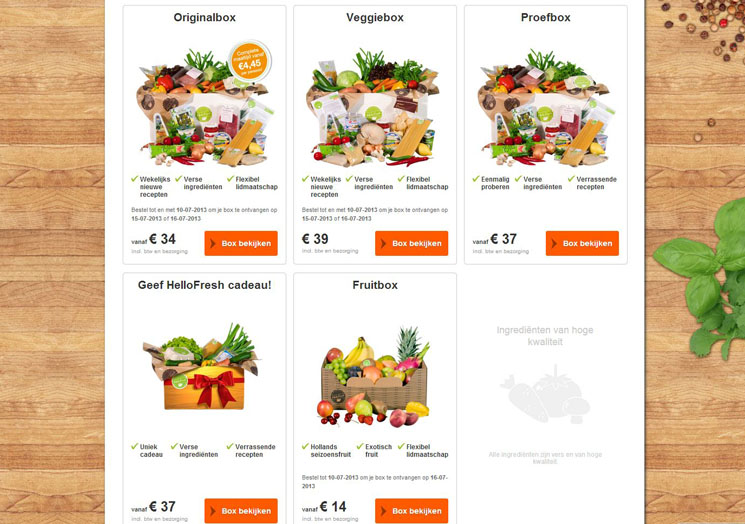 Originalbox
Complete
maaltijd vanaf
€4,45
per persoon!
Wekelijks
nieuwe
recepten
Verse
ingrediënten
Flexibel
lidmaatschap
Bestel tot en met 10-07-2013 om je box te ontvangen op
15-07-2013 of 16-07-2013
vanaf € 34
incl. btw en bezorging
Box bekijken
Veggiebox
Wekelijks
nieuwe
recepten
Verse
ingrediënten
Flexibel
lidmaatschap
Bestel tot en met 10-07-2013 om je box te ontvangen op
15-07-2013 of 16-07-2013
€ 39
incl. btw en bezorging
Box bekijken
Proefbox
Eenmalig
proberen
Verse
ingrediënten
Verrassende
recepten
vanaf € 37
incl. btw en bezorging
Box bekijken
Geef HelloFresh cadeau!
Uniek
cadeau
Verse
ingrediënten
Verrassende
recepten
vanaf € 37
incl. btw en bezorging
Box bekijken
Fruitbox
Hollands
seizoensfruit
Exotisch
fruit
Flexibel
lidmaatschap
Bestel tot en met 10-07-2013 om je box te ontvangen op 16-07-
2013
vanaf € 14
incl. btw en bezorging
Box bekijken
Ingrediënten van hoge
kwaliteit
Alle ingrediënten zijn vers en van hoge
kwaliteit